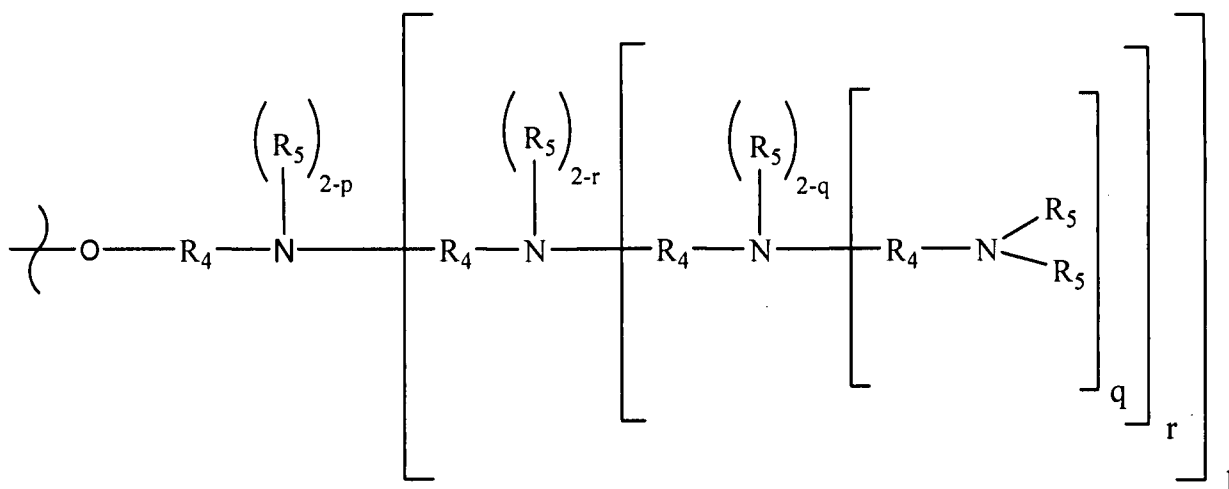 (R₅)₂₋ₚ (R₅)₂₋ᵣ (R₅)2-q
O R₄ N R₄ N R₄ N R₄ N R₅ R₅
q
r